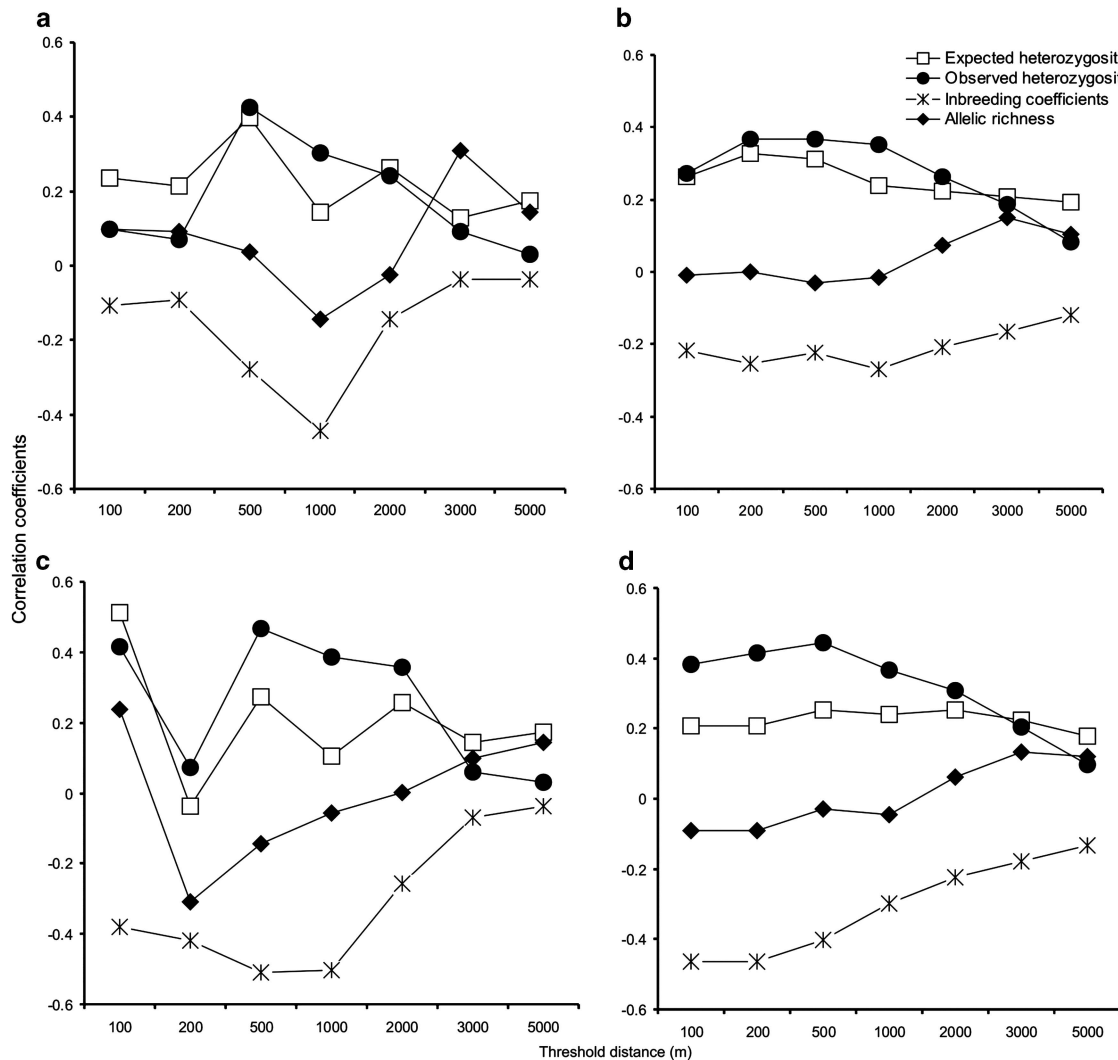 a
b
0.6
0.4
0.2
0
-0.2
-0.4
-0.6
100 200 500 1000 2000 3000 5000
0.6
0.4
0.2
0
-0.2
-0.4
-0.6
100 200 500 1000 2000 3000 5000
Expected heterozygosit
Observed heterozygosit
Inbreeding coefficients
Allelic richness
Correlation coefficients
c
d
0.6
0.4
0.2
0
-0.2
-0.4
-0.6
100 200 500 1000 2000 3000 5000
0.6
0.4
0.2
0
-0.2
-0.4
-0.6
100 200 500 1000 2000 3000 5000
Threshold distance (m)